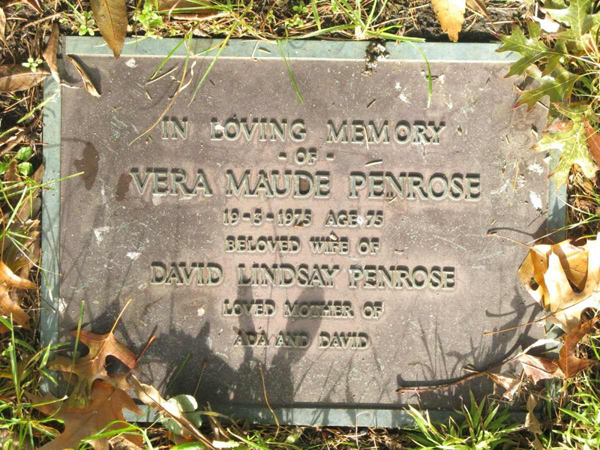 IN LOVING MEMORY
- OF -
VERA MAUDE PENROSE
19-3-1975 AGE 75
BELOVED WIFE OF
DAVID LINDSAY PENROSE
LOVED MOTHER OF
ADA AND DAVID